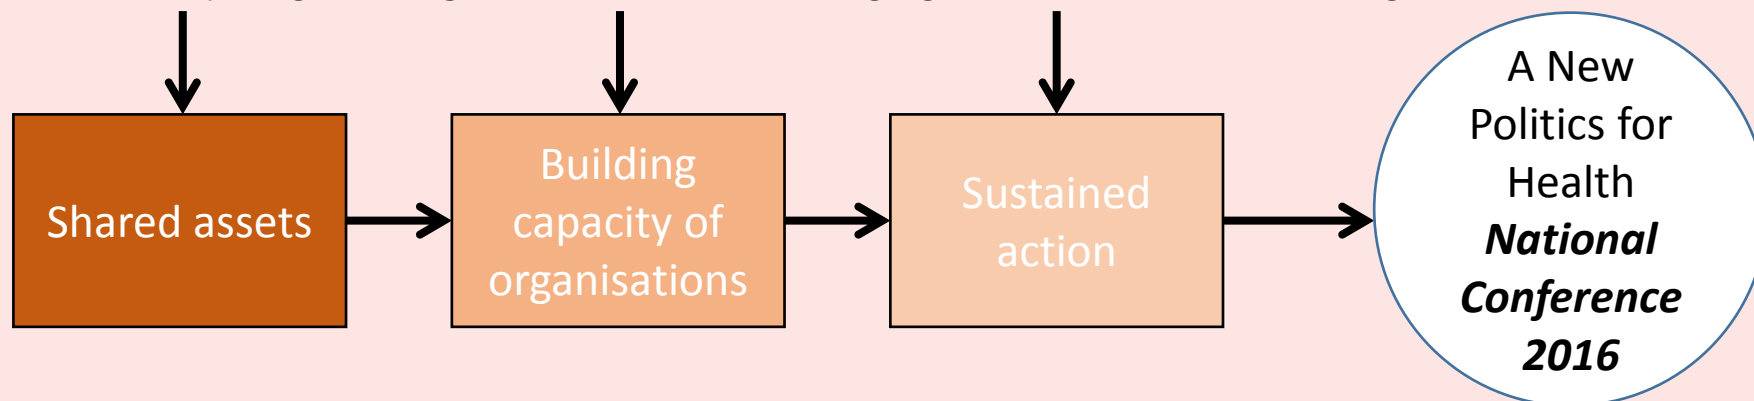 Shared assets
Building
capacity of
organisations
Sustained
action
A New
Politics for
Health
National
Conference
2016